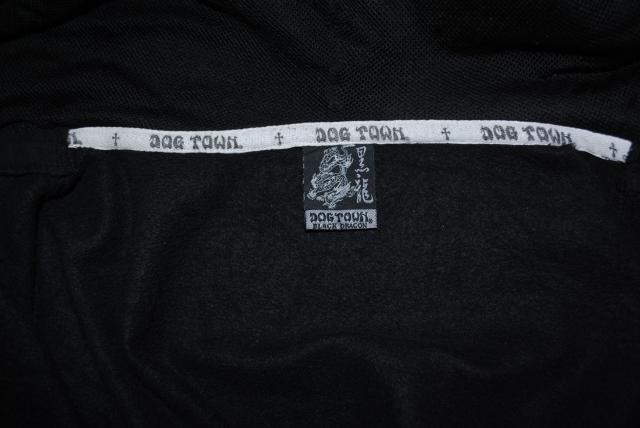 DOG TOWN. DOG TOWN. DOG TOWN.
黒龍
DOGTOWN®
BLACK DRAGON